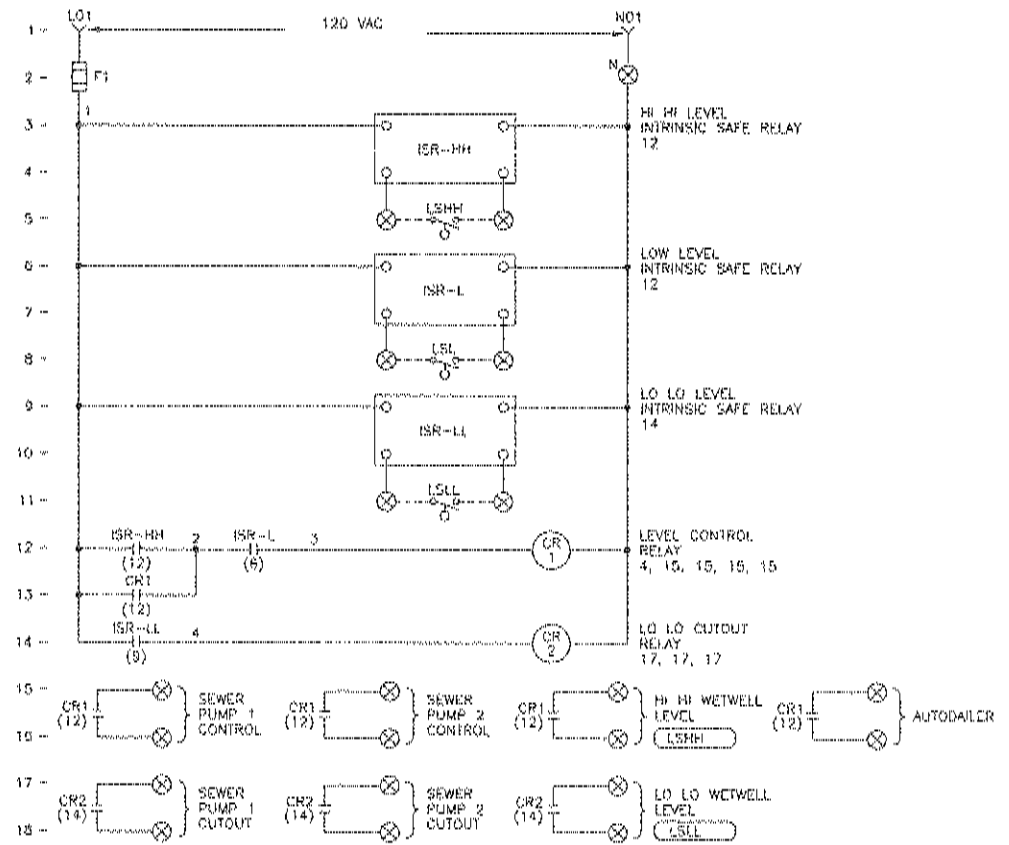 L01
N01
1
120 VAC
2
F1
N
1
HI HI LEVEL
3
INTRINSIC SAFE RELAY
12
ISR-HH
4
LSHH
5
LOW LEVEL
6
INTRINSIC SAFE RELAY
12
ISR-L
7
LSL
8
LO LO LEVEL
9
INTRINSIC SAFE RELAY
14
ISR-LL
10
LSLL
11
ISR-HH 2 ISR-L 3
LEVEL CONTROL
12
(12) (6)
CR
1
RELAY
4, 15, 15, 15, 15
CR1
13
(12)
ISR-LL 4
LO LO CUTOUT
14
(9)
CR
2
RELAY
17, 17, 17
15
CR1
(12)
SEWER
PUMP 1
CONTROL
CR1
(12)
SEWER
PUMP 2
CONTROL
CR1
(12)
HI HI WETWELL
LEVEL
LSHH
CR1
(12)
AUTODAILER
16
17
CR2
(14)
SEWER
PUMP 1
CUTOUT
CR2
(14)
SEWER
PUMP 2
CUTOUT
CR2
(14)
LO LO WETWELL
LEVEL
LSLL
18